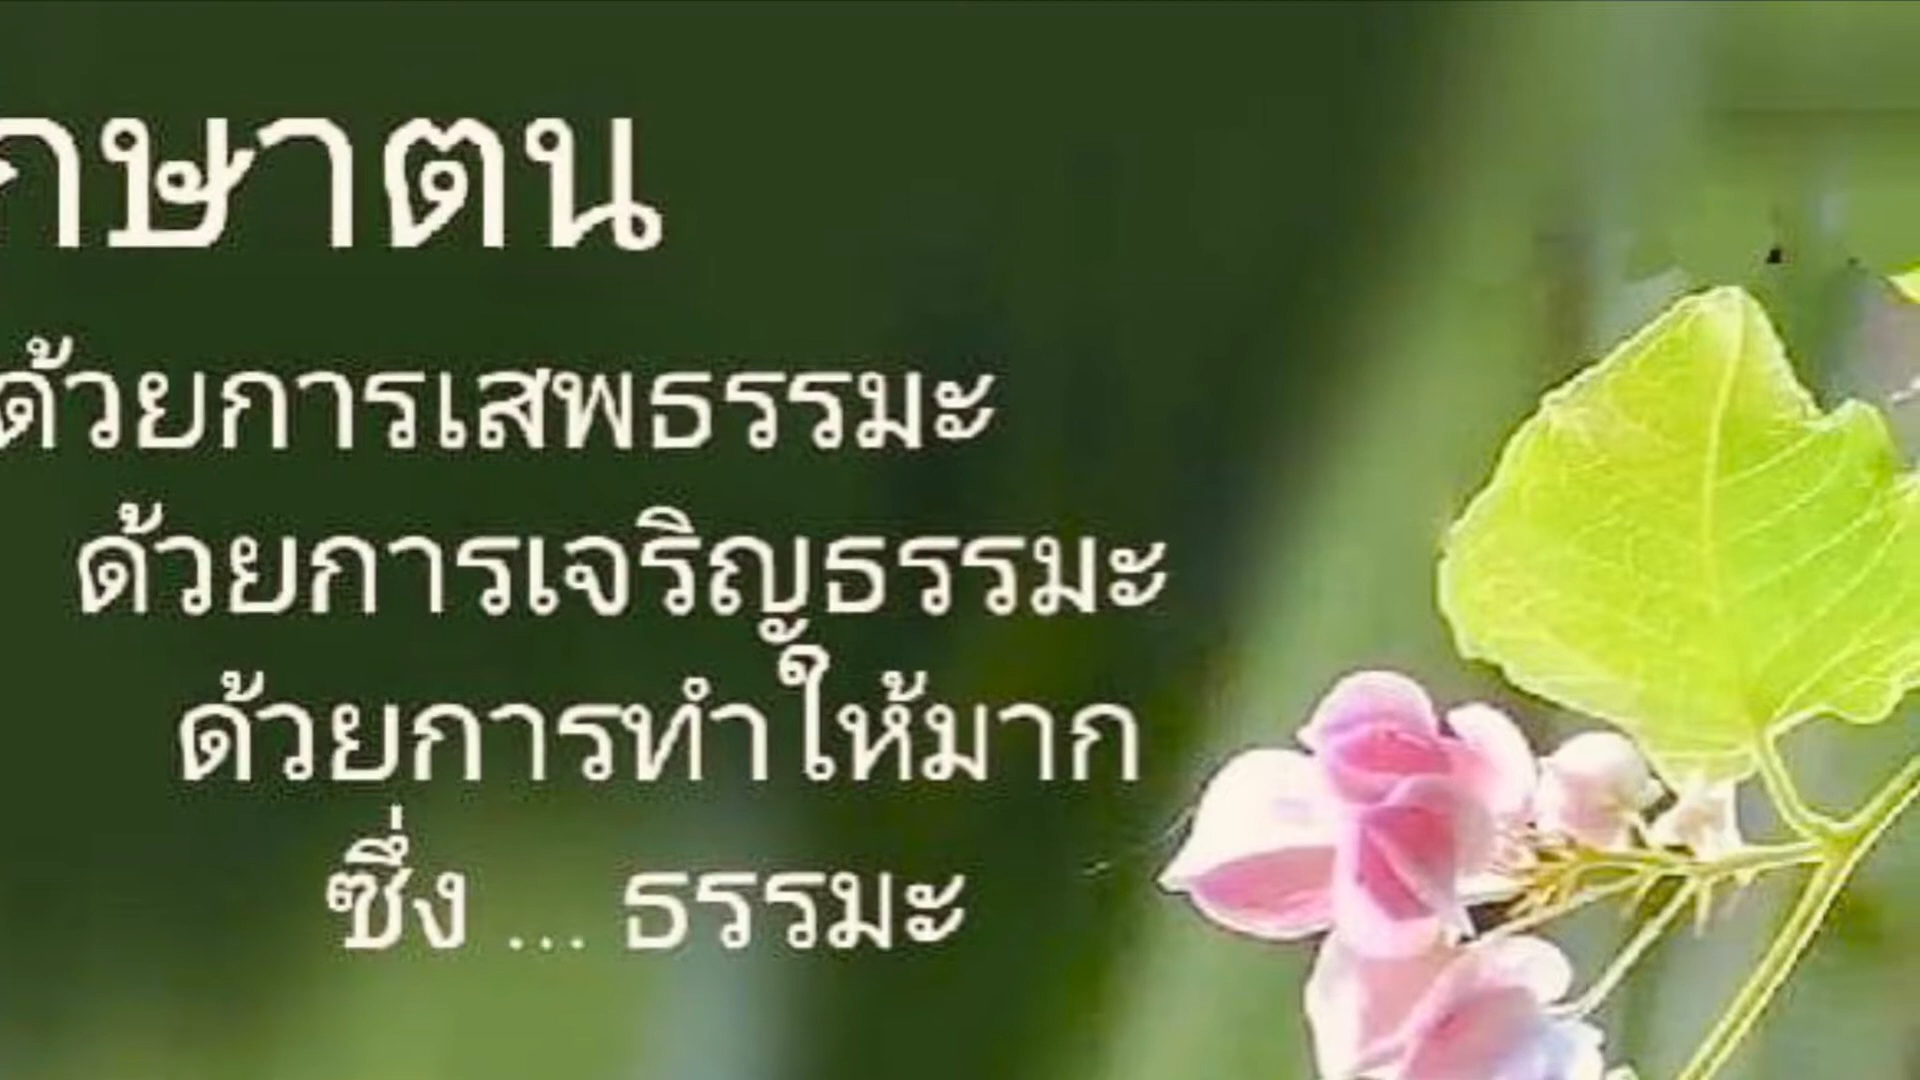 กษาตน
ด้วยการเสพธรรมะ
ด้วยการเจริญธรรมะ
ด้วยการทำให้มาก
ซึ่ง ... ธรรมะ